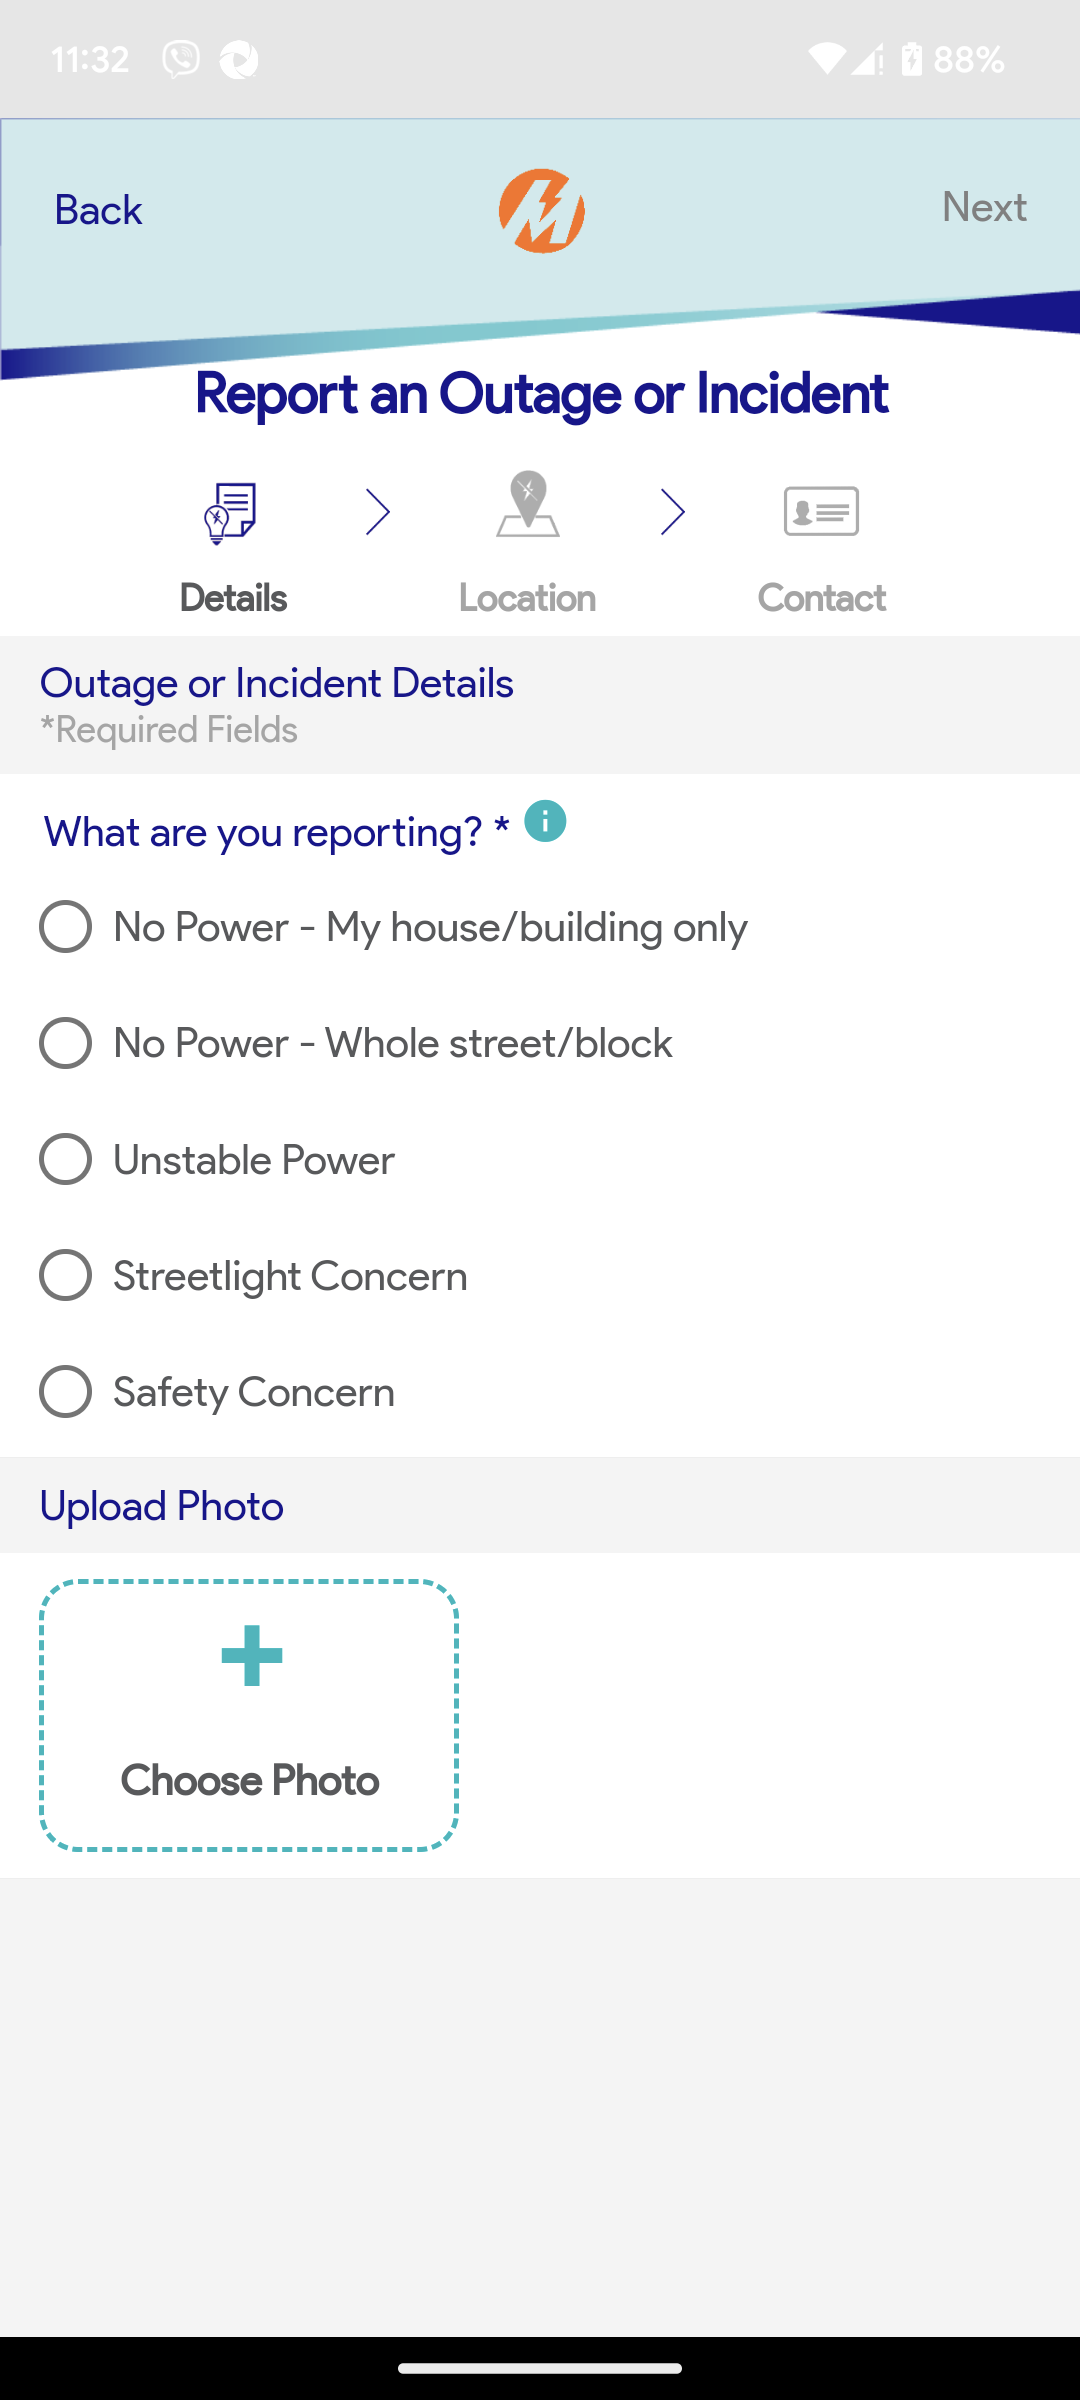 11:32 88%
Back Next
Report an Outage or Incident
Details Location Contact
Outage or Incident Details
*Required Fields
What are you reporting? *
No Power - My house/building only
No Power - Whole street/block
Unstable Power
Streetlight Concern
Safety Concern
Upload Photo
Choose Photo